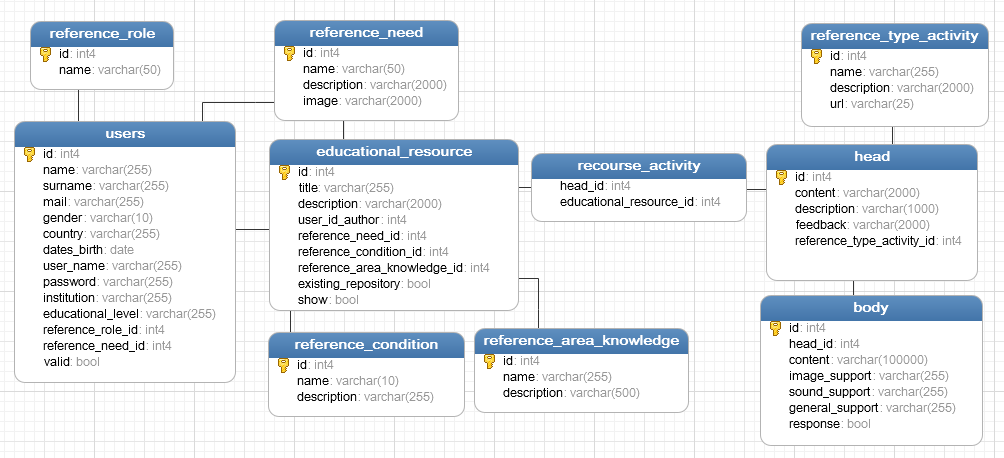 reference_role
id: int4
name: varchar(50)
reference_need
id: int4
name: varchar(50)
description: varchar(2000)
image: varchar(2000)
reference_type_activity
id: int4
name: varchar(255)
description: varchar(2000)
url: varchar(25)
users
id: int4
name: varchar(255)
surname: varchar(255)
mail: varchar(255)
gender: varchar(10)
country: varchar(255)
dates_birth: date
user_name: varchar(255)
password: varchar(255)
institution: varchar(255)
educational_level: varchar(255)
reference_role_id: int4
reference_need_id: int4
valid: bool
educational_resource
id: int4
title: varchar(255)
description: varchar(2000)
user_id_author: int4
reference_need_id: int4
reference_condition_id: int4
reference_area_knowledge_id: int4
existing_repository: bool
show: bool
recourse_activity
head_id: int4
educational_resource_id: int4
head
id: int4
content: varchar(2000)
description: varchar(1000)
feedback: varchar(2000)
reference_type_activity_id: int4
reference_condition
id: int4
name: varchar(10)
description: varchar(255)
reference_area_knowledge
id: int4
name: varchar(255)
description: varchar(500)
body
id: int4
head_id: int4
content: varchar(100000)
image_support: varchar(255)
sound_support: varchar(255)
general_support: varchar(255)
response: bool